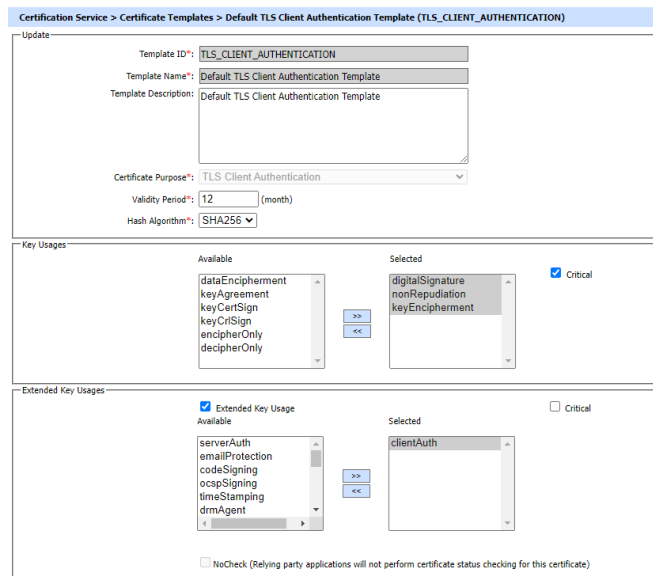 Certification Service > Certificate Templates > Default TLS Client Authentication Template (TLS_CLIENT_AUTHENTICATION)
Update
Template ID*: TLS_CLIENT_AUTHENTICATION
Template Name*: Default TLS Client Authentication Template
Template Description: Default TLS Client Authentication Template
Certificate Purpose*: TLS Client Authentication
Validity Period*: 12 (month)
Hash Algorithm*: SHA256
Key Usages
Available Selected
Critical
dataEncipherment digitalSignature
keyAgreement nonRepudiation
keyCertSign keyEncipherment
keyCrlSign >>
encipherOnly <<
decipherOnly
Extended Key Usages
Extended Key Usage Critical
Available Selected
serverAuth clientAuth
emailProtection
codeSigning >>
ocspSigning
timeStamping <<
drmAgent
NoCheck (Relying party applications will not perform certificate status checking for this certificate)